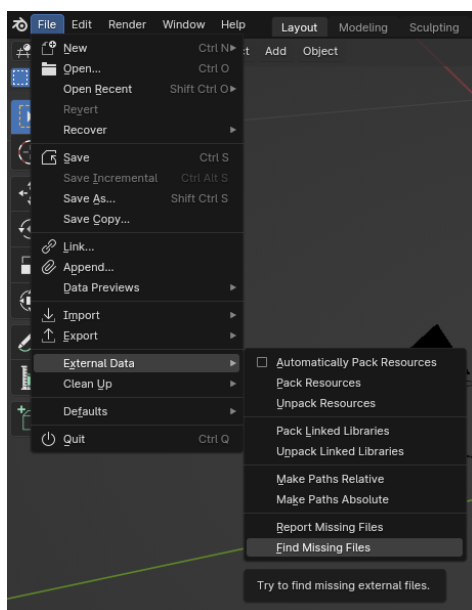 File Edit Render Window Help Layout Modeling Sculpting
New Ctrl N
Open... Ctrl O
Add Object
Open Recent Shift Ctrl O
Revert
Recover
Save Ctrl S
Save Incremental Ctrl Alt S
Save As... Shift Ctrl S
Save Copy...
Link...
Append...
Data Previews
Import
Export
External Data
Clean Up
Defaults
Quit Ctrl Q
Automatically Pack Resources
Pack Resources
Unpack Resources
Pack Linked Libraries
Unpack Linked Libraries
Make Paths Relative
Make Paths Absolute
Report Missing Files
Find Missing Files
Try to find missing external files.